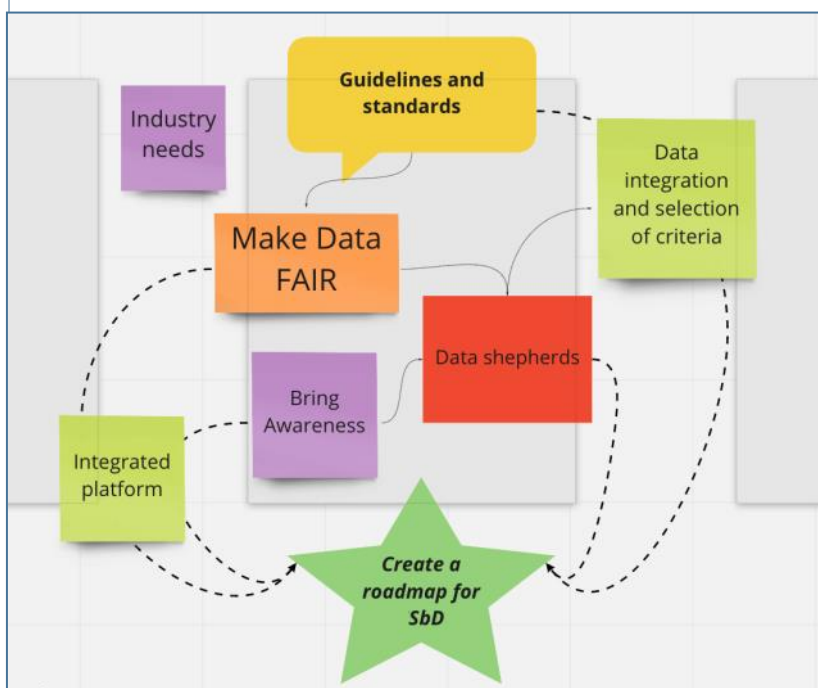 Guidelines and
standards
Industry
needs
Data
integration
and selection
of criteria
Make Data
FAIR
Data shepherds
Bring
Awareness
Integrated
platform
Create a
roadmap for
SbD